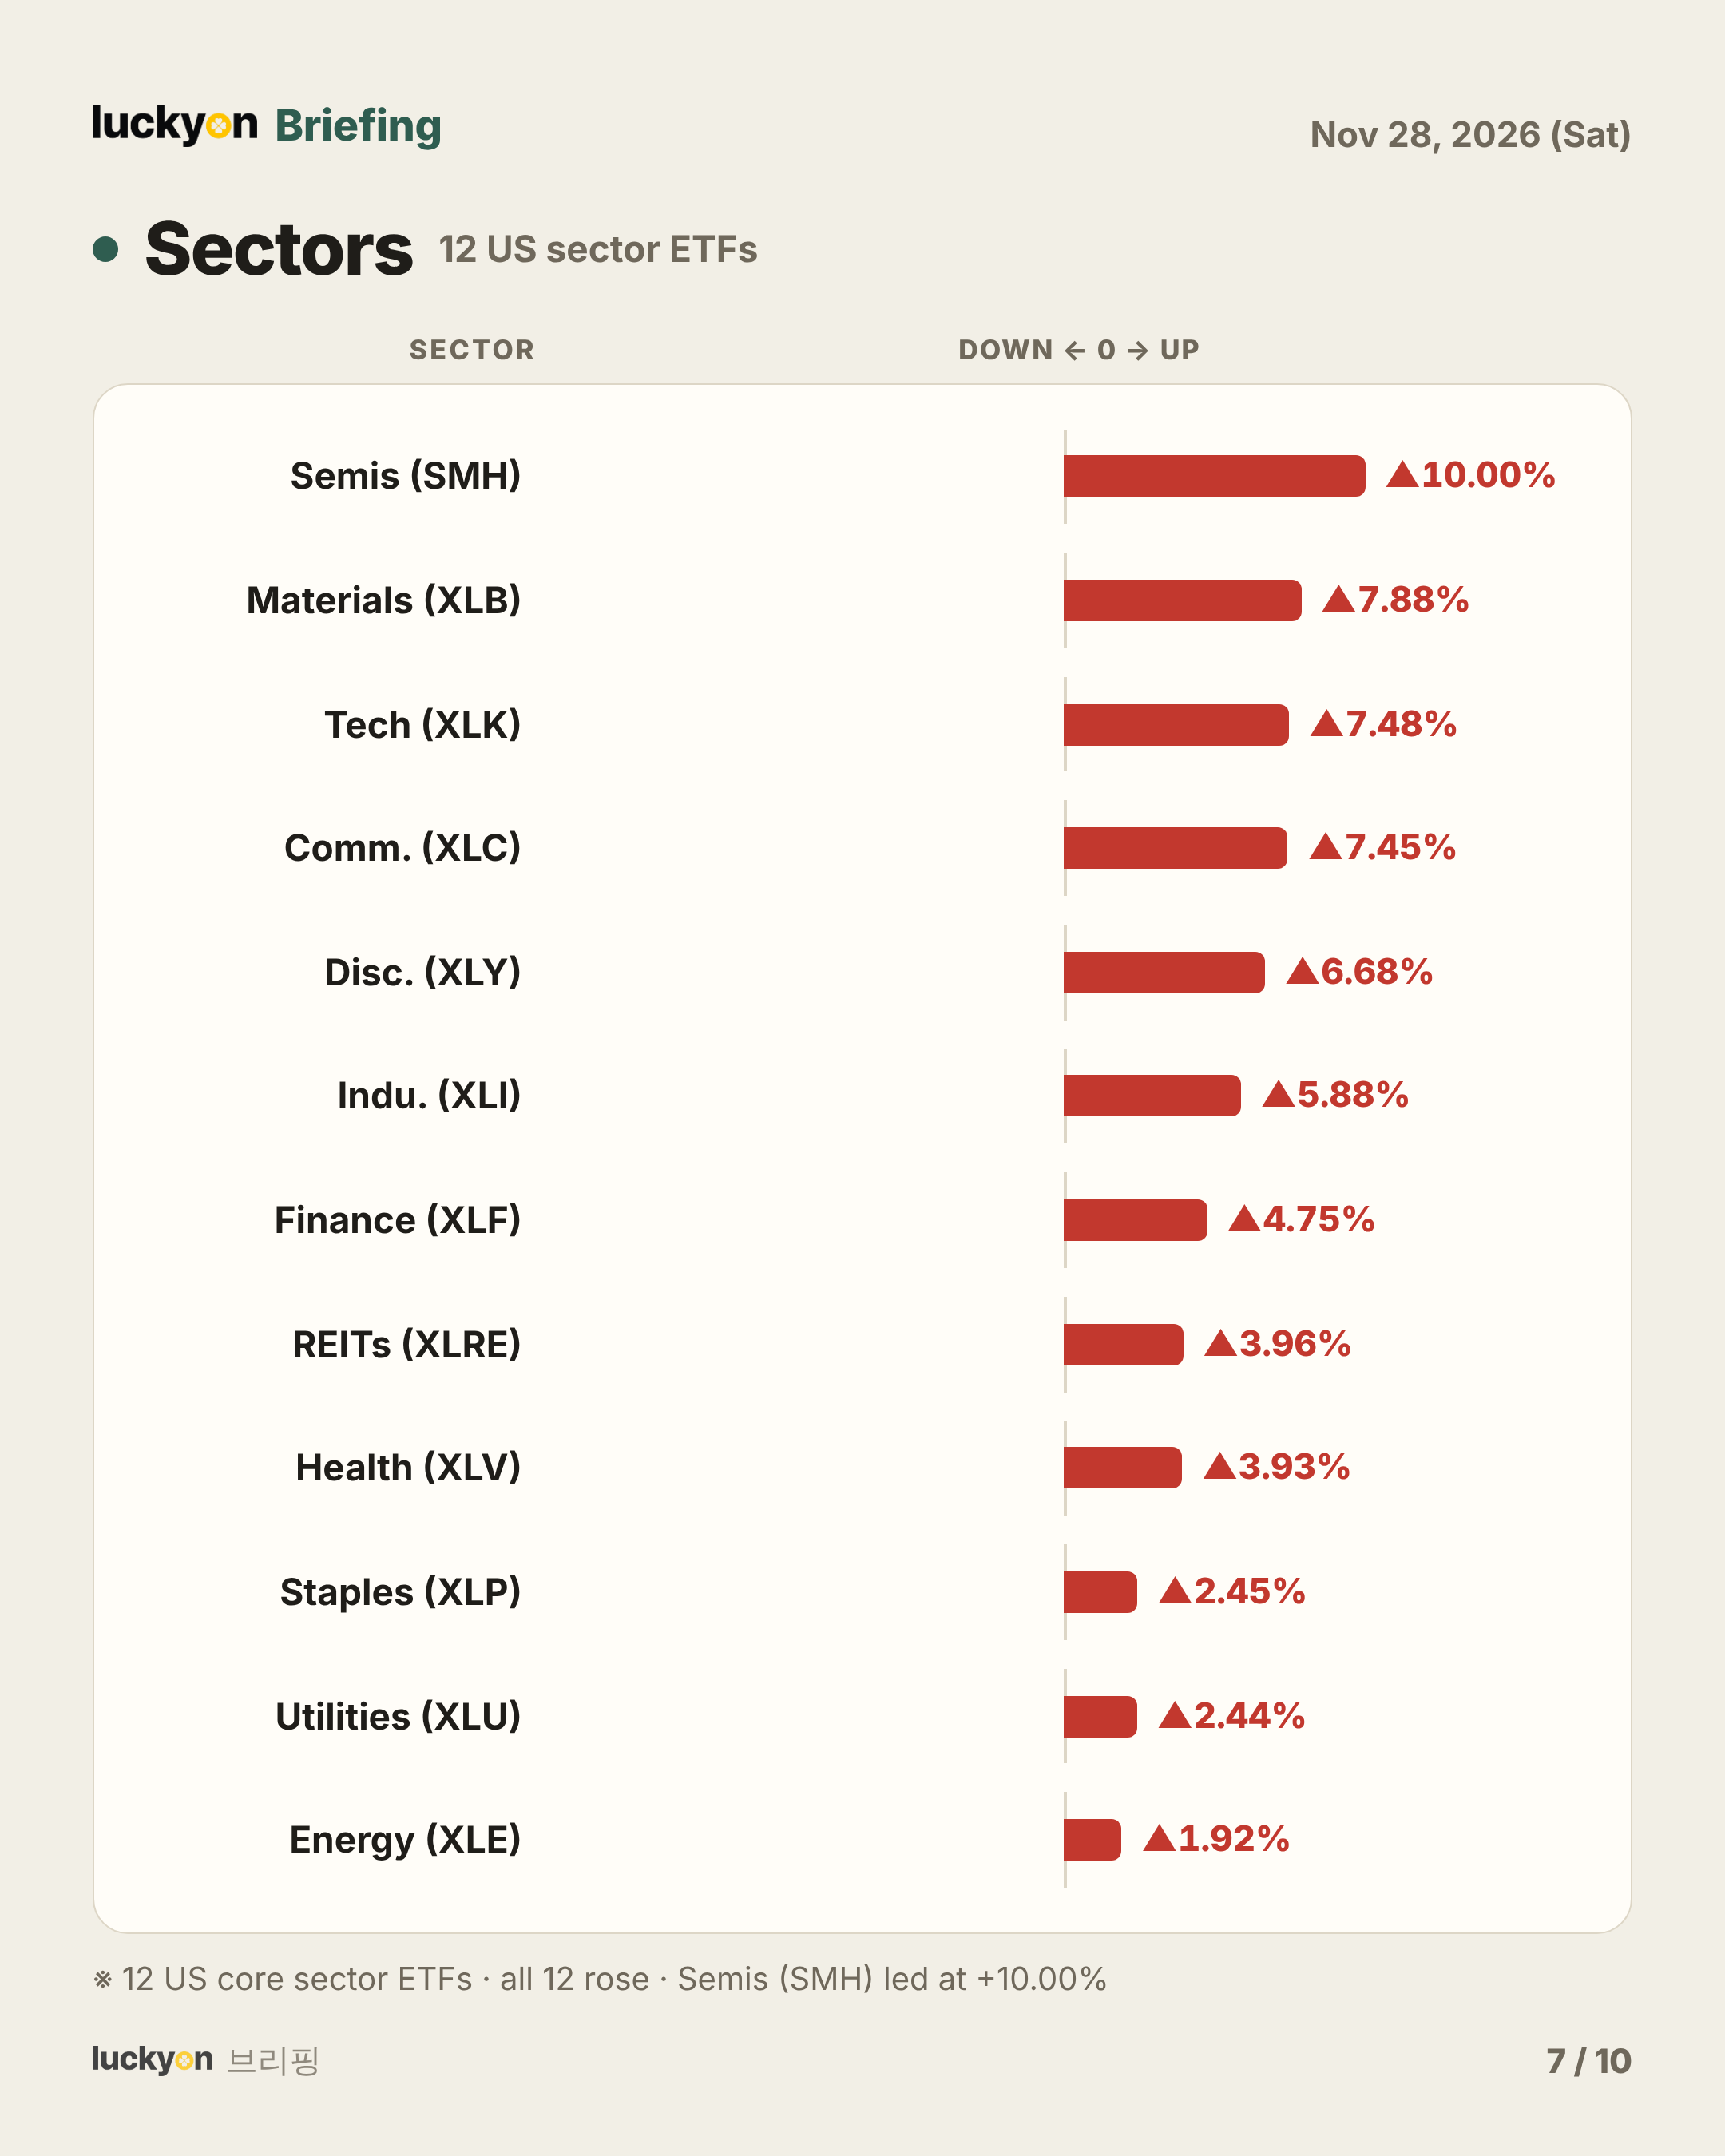 luckyon Briefing
Nov 28, 2026 (Sat)
Sectors 12 US sector ETFs
SECTOR DOWN ← 0 → UP
Semis (SMH) ▲10.00%
Materials (XLB) ▲7.88%
Tech (XLK) ▲7.48%
Comm. (XLC) ▲7.45%
Disc. (XLY) ▲6.68%
Indu. (XLI) ▲5.88%
Finance (XLF) ▲4.75%
REITs (XLRE) ▲3.96%
Health (XLV) ▲3.93%
Staples (XLP) ▲2.45%
Utilities (XLU) ▲2.44%
Energy (XLE) ▲1.92%
※ 12 US core sector ETFs · all 12 rose · Semis (SMH) led at +10.00%
luckyon 브리핑
7 / 10